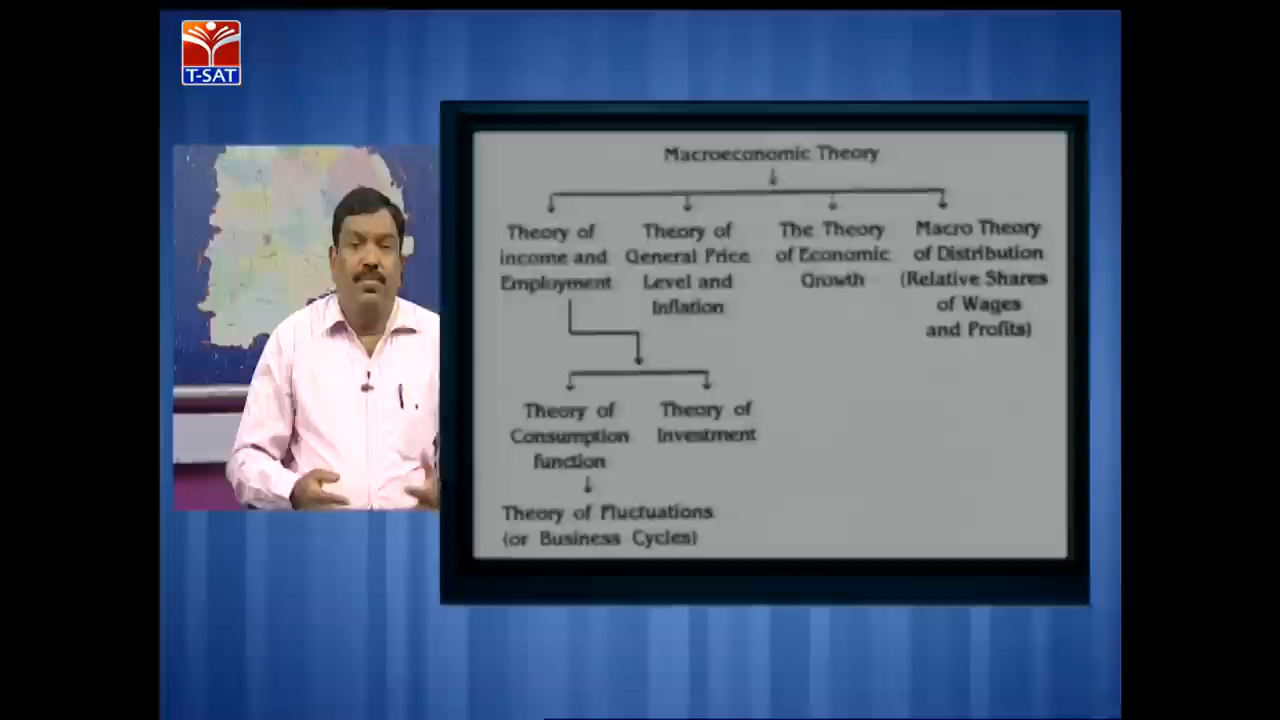 T-SAT
Macroeconomic Theory
Theory of
income and
Employment
Theory of
General Price
Level and
Inflation
The Theory
of Economic
Growth
Macro Theory
of Distribution
(Relative Shares
of Wages
and Profits)
Theory of
Consumption
function
Theory of
Investment
Theory of Fluctuations
(or Business Cycles)